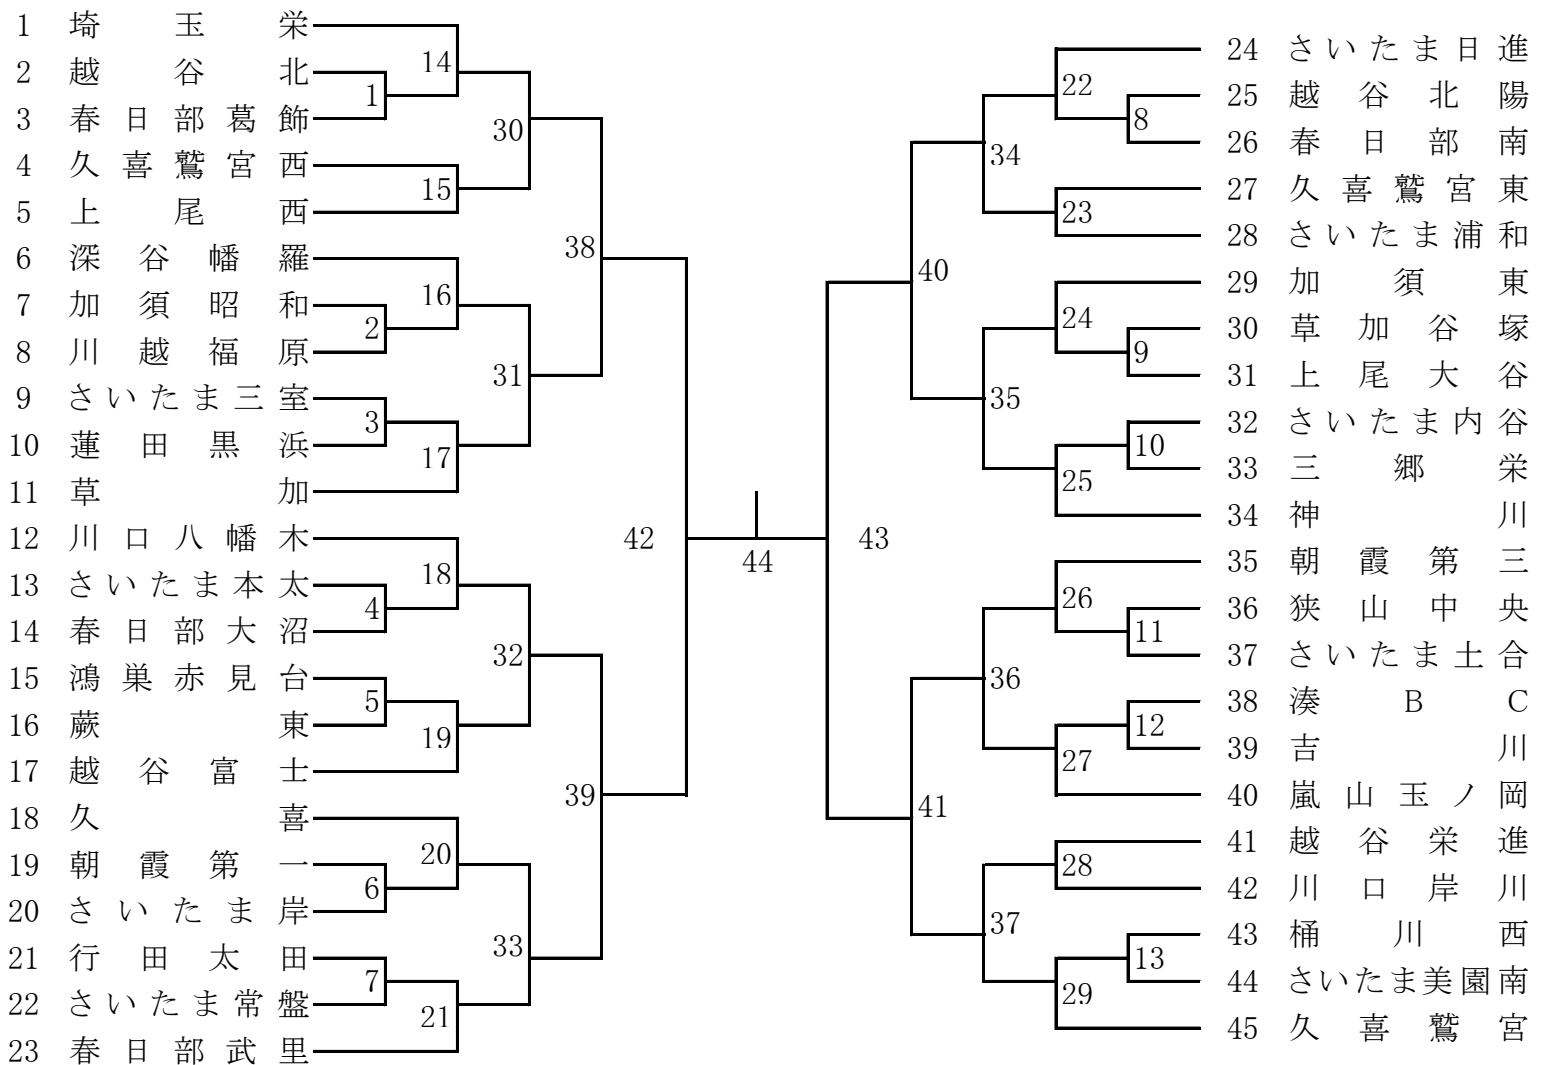 1 埼玉栄
2 越谷北
3 春日部葛飾
4 久喜鷲宮西
5 上尾西
6 深谷幡羅
7 加須昭和
8 川越福原
9 さいたま三室
10 蓮田黒浜
11 草加
12 川口八幡木
13 さいたま本太
14 春日部大沼
15 鴻巣赤見台
16 蕨東
17 越谷富士
18 久喜
19 朝霞第一
20 さいたま岸
21 行田太田
22 さいたま常盤
23 春日部武里
14
1
30
15
38
16
2
31
3
17
42
18
4
32
5
19
39
20
6
33
7
21
44
43
40
34
22
8
23
24
9
35
10
25
26
11
36
12
27
41
28
37
13
29
24 さいたま日進
25 越谷北陽
26 春日部南
27 久喜鷲宮東
28 さいたま浦和
29 加須東
30 草加谷塚
31 上尾大谷
32 さいたま内谷
33 三郷栄
34 神川
35 朝霞第三
36 狭山中央
37 さいたま土合
38 湊BC
39 吉川
40 嵐山玉ノ岡
41 越谷栄進
42 川口岸川
43 桶川西
44 さいたま美園南
45 久喜鷲宮